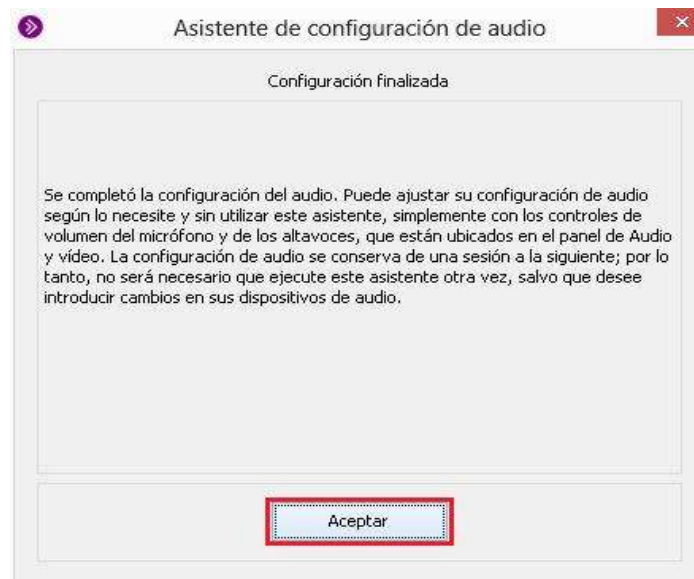 Asistente de configuración de audio
Configuración finalizada
Se completó la configuración del audio. Puede ajustar su configuración de audio
según lo necesite y sin utilizar este asistente, simplemente con los controles de
volumen del micrófono y de los altavoces, que están ubicados en el panel de Audio
y vídeo. La configuración de audio se conserva de una sesión a la siguiente; por lo
tanto, no será necesario que ejecute este asistente otra vez, salvo que desee
introducir cambios en sus dispositivos de audio.
Aceptar